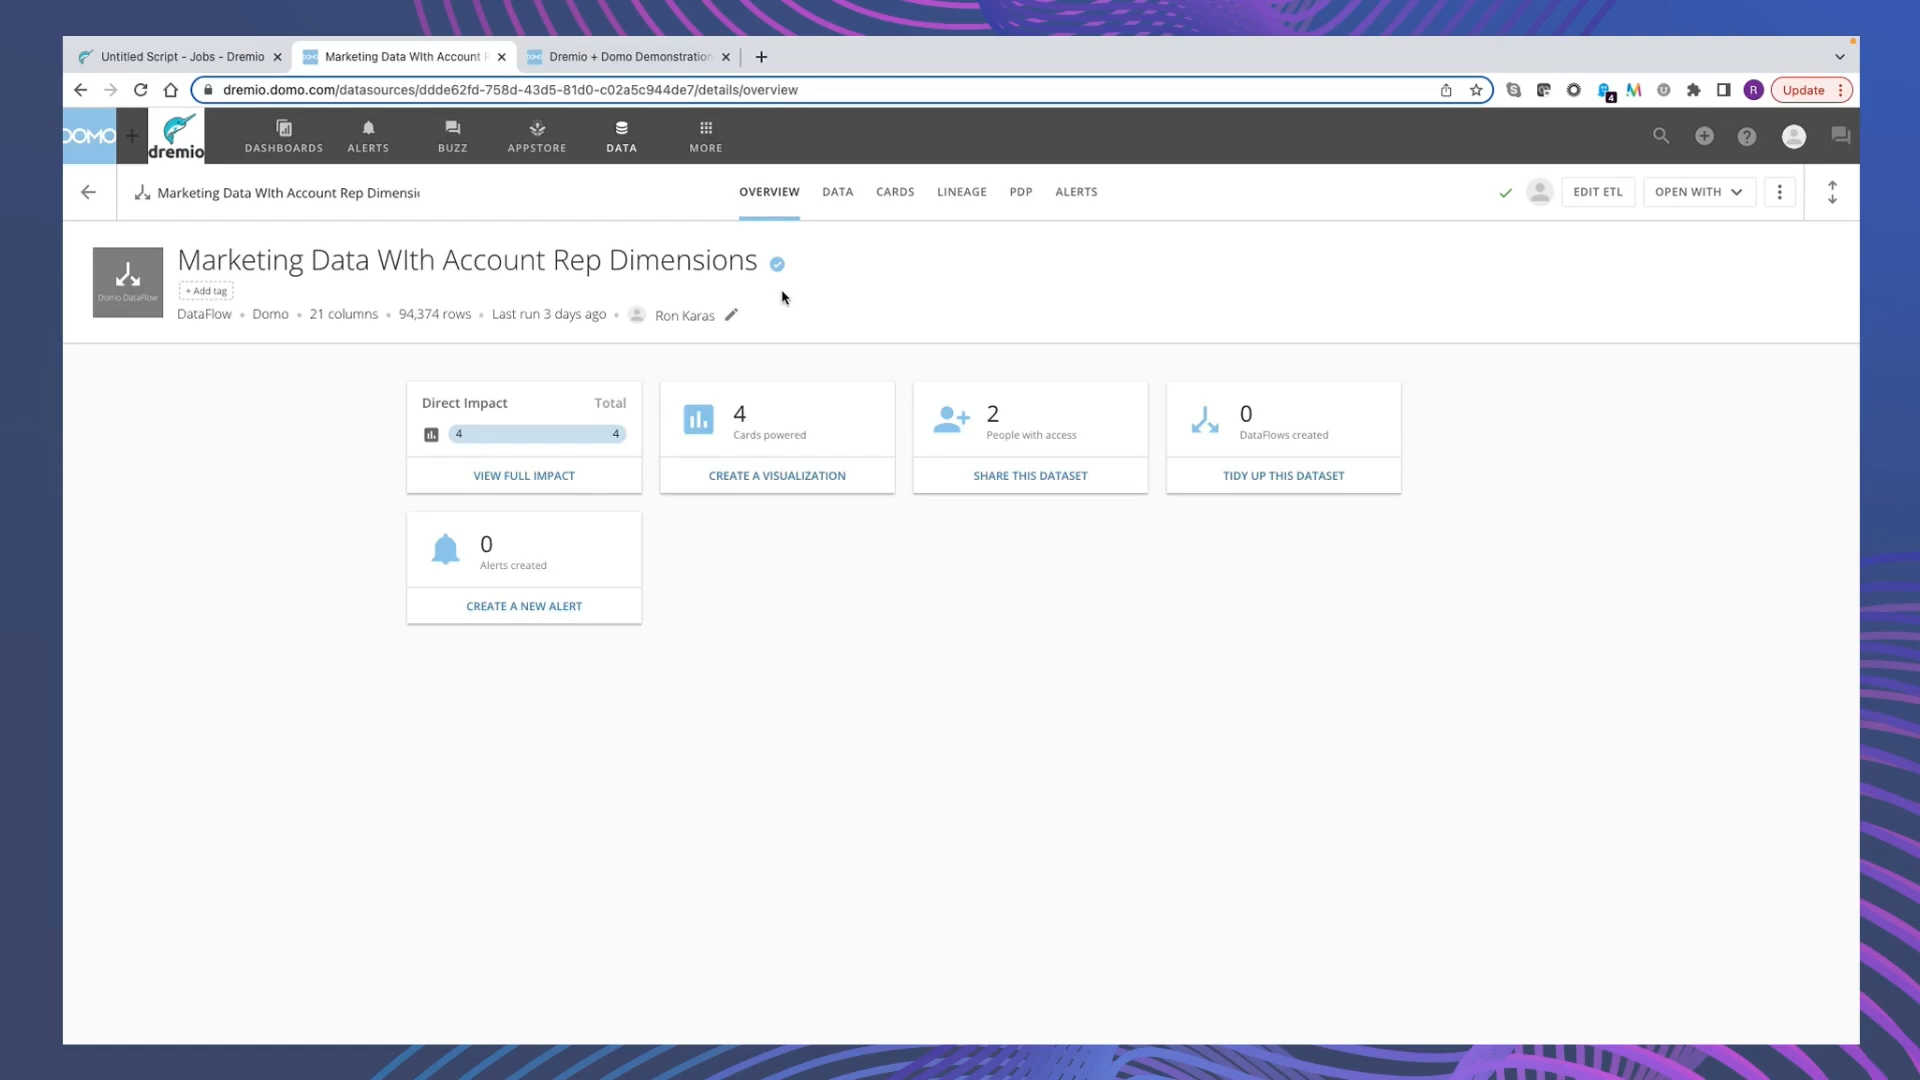 Untitled Script - Jobs - Dremio
Marketing Data WIth Account R
Dremio + Domo Demonstration
dremio.domo.com/datasources/ddde62fd-758d-43d5-81d0-c02a5c944de7/details/overview
4
R
Update
DOMO
dremio
DASHBOARDS
ALERTS
BUZZ
APPSTORE
DATA
MORE
Marketing Data WIth Account Rep Dimensic
OVERVIEW
DATA
CARDS
LINEAGE
PDP
ALERTS
EDIT ETL
OPEN WITH
Domo DataFlow
Marketing Data WIth Account Rep Dimensions
+ Add tag
DataFlow • Domo • 21 columns • 94,374 rows • Last run 3 days ago • Ron Karas
Direct Impact Total
4 4
VIEW FULL IMPACT
4
Cards powered
CREATE A VISUALIZATION
2
People with access
SHARE THIS DATASET
0
DataFlows created
TIDY UP THIS DATASET
0
Alerts created
CREATE A NEW ALERT